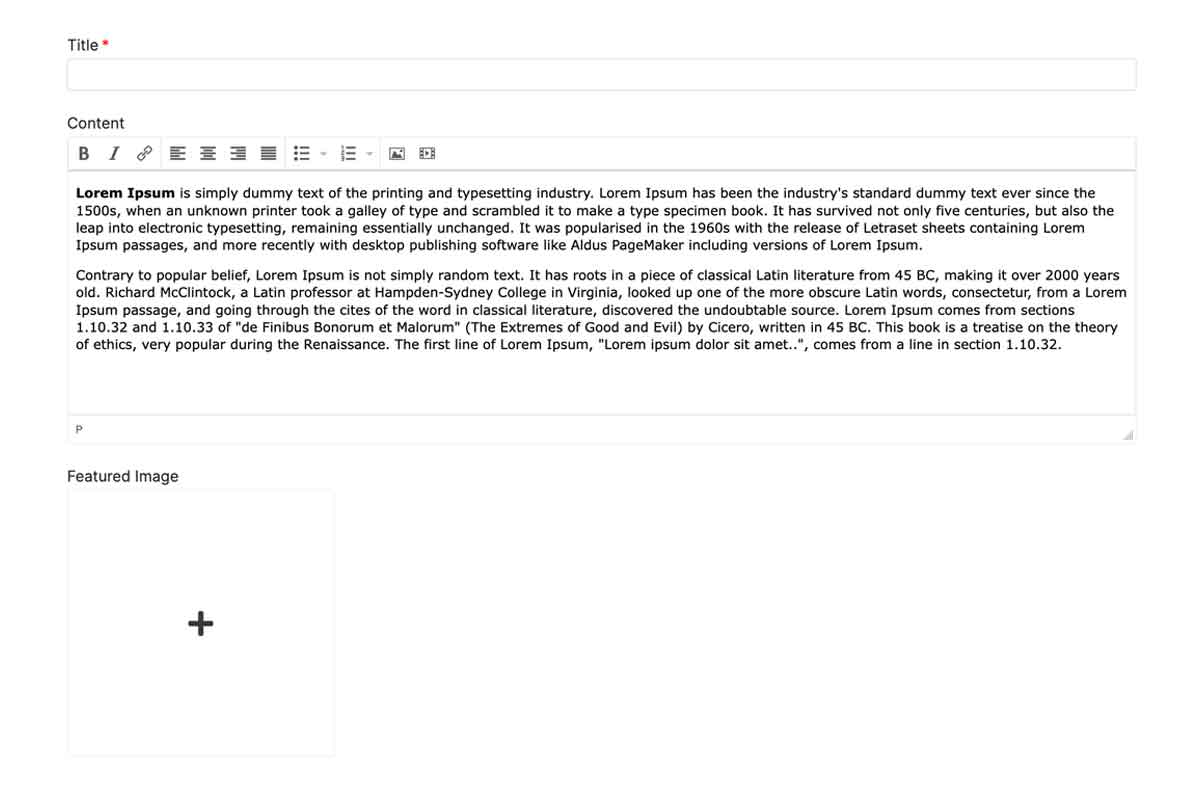 Title *
Content
Lorem Ipsum is simply dummy text of the printing and typesetting industry. Lorem Ipsum has been the industry's standard dummy text ever since the
1500s, when an unknown printer took a galley of type and scrambled it to make a type specimen book. It has survived not only five centuries, but also the
leap into electronic typesetting, remaining essentially unchanged. It was popularised in the 1960s with the release of Letraset sheets containing Lorem
Ipsum passages, and more recently with desktop publishing software like Aldus PageMaker including versions of Lorem Ipsum.
Contrary to popular belief, Lorem Ipsum is not simply random text. It has roots in a piece of classical Latin literature from 45 BC, making it over 2000 years
old. Richard McClintock, a Latin professor at Hampden-Sydney College in Virginia, looked up one of the more obscure Latin words, consectetur, from a Lorem
Ipsum passage, and going through the cites of the word in classical literature, discovered the undoubtable source. Lorem Ipsum comes from sections
1.10.32 and 1.10.33 of "de Finibus Bonorum et Malorum" (The Extremes of Good and Evil) by Cicero, written in 45 BC. This book is a treatise on the theory
of ethics, very popular during the Renaissance. The first line of Lorem Ipsum, "Lorem ipsum dolor sit amet..", comes from a line in section 1.10.32.
P
Featured Image